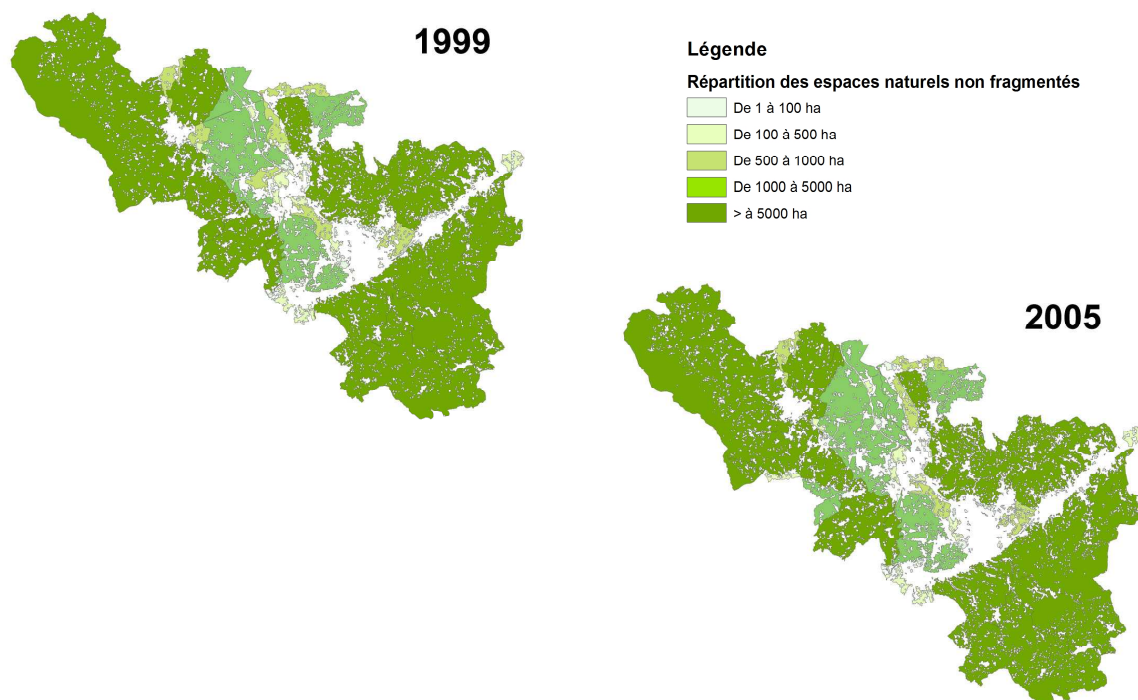 1999
Légende
Répartition des espaces naturels non fragmentés
De 1 à 100 ha
De 100 à 500 ha
De 500 à 1000 ha
De 1000 à 5000 ha
> à 5000 ha
2005